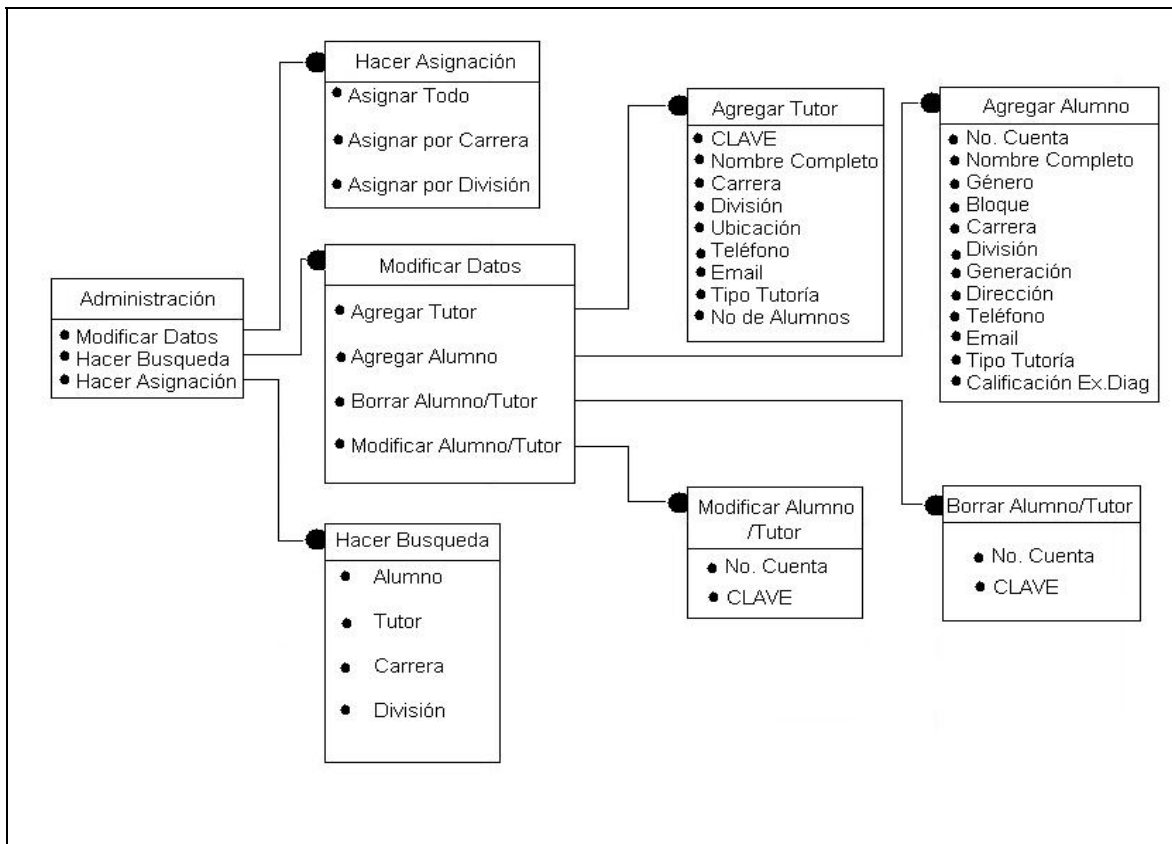 Hacer Asignación
Asignar Todo
Asignar por Carrera
Asignar por División
Agregar Tutor
CLAVE
Nombre Completo
Carrera
División
Ubicación
Teléfono
Email
Tipo Tutoría
No de Alumnos
Agregar Alumno
No. Cuenta
Nombre Completo
Género
Bloque
Carrera
División
Generación
Dirección
Teléfono
Email
Tipo Tutoría
Calificación Ex.Diag
Administración
Modificar Datos
Hacer Busqueda
Hacer Asignación
Modificar Datos
Agregar Tutor
Agregar Alumno
Borrar Alumno/Tutor
Modificar Alumno/Tutor
Hacer Busqueda
Alumno
Tutor
Carrera
División
Modificar Alumno
/Tutor
No. Cuenta
CLAVE
Borrar Alumno/Tutor
No. Cuenta
CLAVE